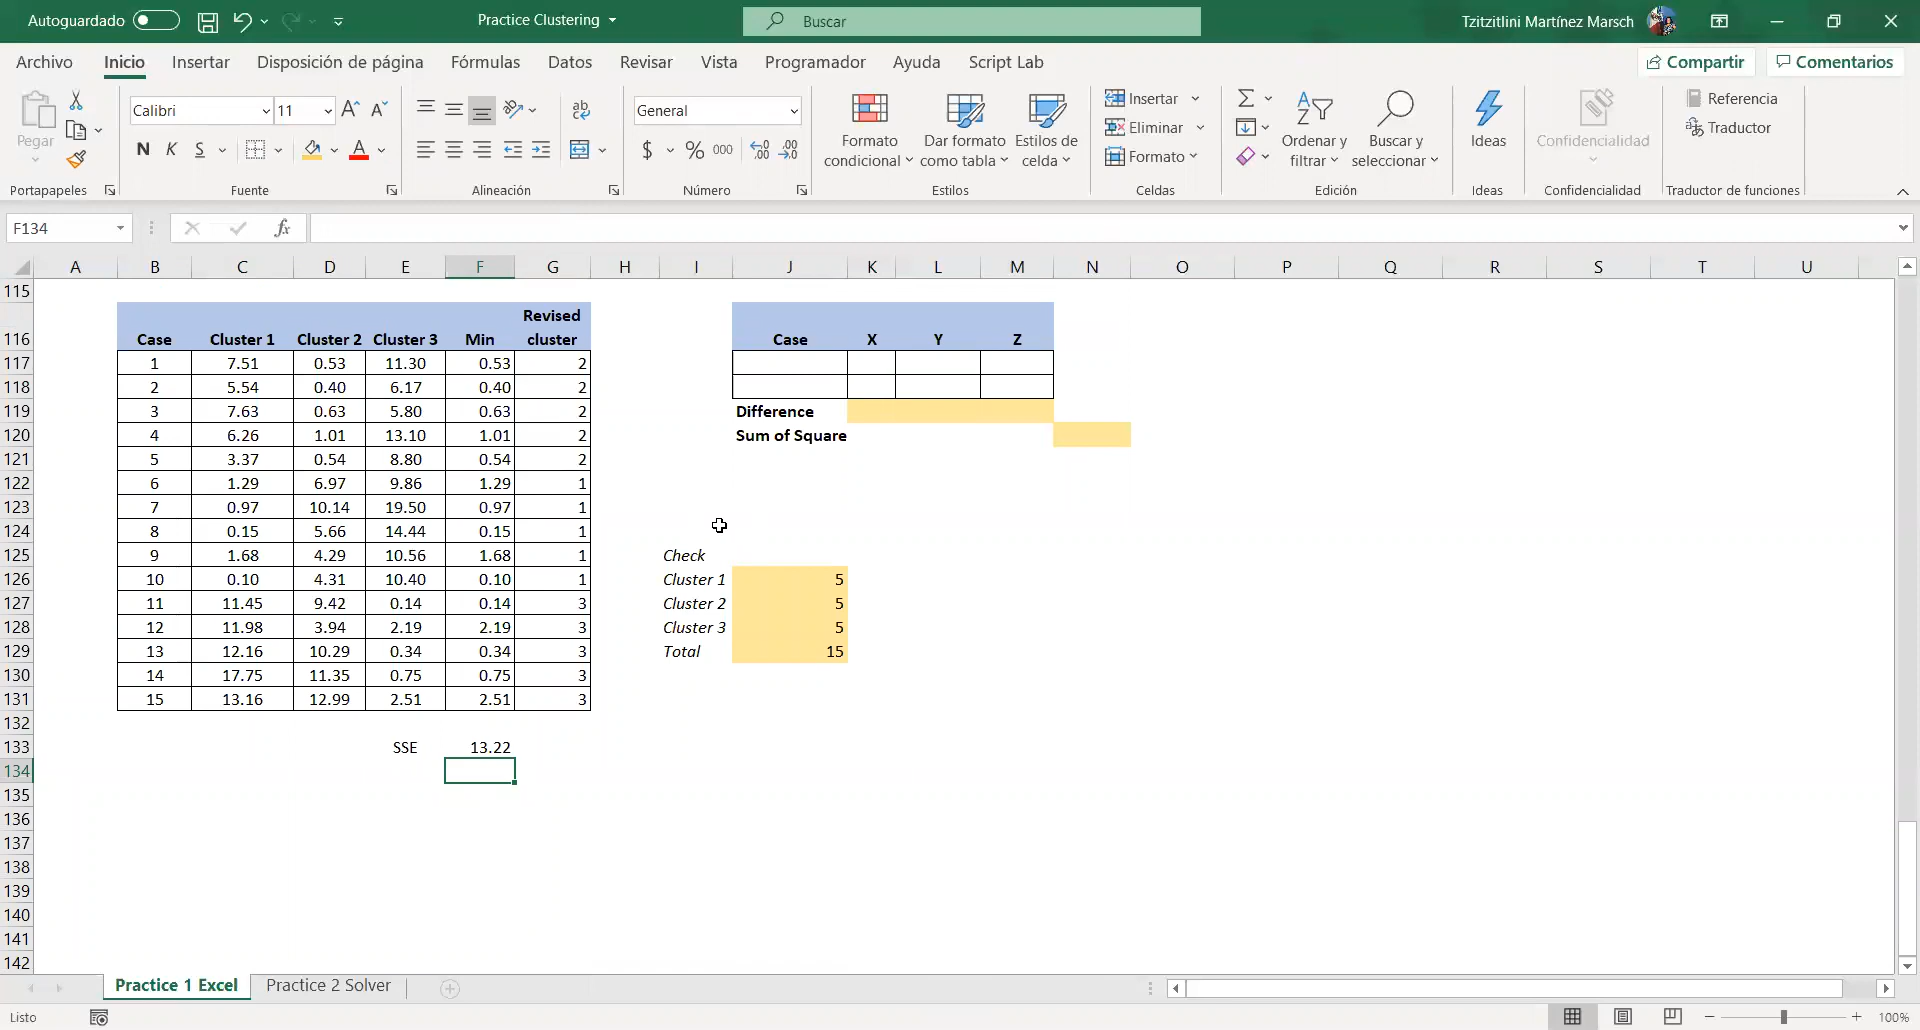 Autoguardado
Practice Clustering
Buscar
Tzitzitlini Martínez Marsch
Archivo Inicio Insertar Disposición de página Fórmulas Datos Revisar Vista Programador Ayuda Script Lab
Compartir Comentarios
Pegar
Calibri 11
N K S
General
$ % 000
Formato condicional
Dar formato como tabla
Estilos de celda
Insertar
Eliminar
Formato
Ordenar y filtrar
Buscar y seleccionar
Ideas
Confidencialidad
Referencia
Traductor
Portapapeles Fuente Alineación Número Estilos Celdas Edición Ideas Confidencialidad Traductor de funciones
F134 fx
A B C D E F G H I J K L M N O P Q R S T U
115
116 Case Cluster 1 Cluster 2 Cluster 3 Min Revised cluster Case X Y Z
117 1 7.51 0.53 11.30 0.53 2
118 2 5.54 0.40 6.17 0.40 2
119 3 7.63 0.63 5.80 0.63 2 Difference
120 4 6.26 1.01 13.10 1.01 2 Sum of Square
121 5 3.37 0.54 8.80 0.54 2
122 6 1.29 6.97 9.86 1.29 1
123 7 0.97 10.14 19.50 0.97 1
124 8 0.15 5.66 14.44 0.15 1
125 9 1.68 4.29 10.56 1.68 1 Check
126 10 0.10 4.31 10.40 0.10 1 Cluster 1 5
127 11 11.45 9.42 0.14 0.14 3 Cluster 2 5
128 12 11.98 3.94 2.19 2.19 3 Cluster 3 5
129 13 12.16 10.29 0.34 0.34 3 Total 15
130 14 17.75 11.35 0.75 0.75 3
131 15 13.16 12.99 2.51 2.51 3
132
133 SSE 13.22
134
135
136
137
138
139
140
141
142
Practice 1 Excel Practice 2 Solver
Listo
100%